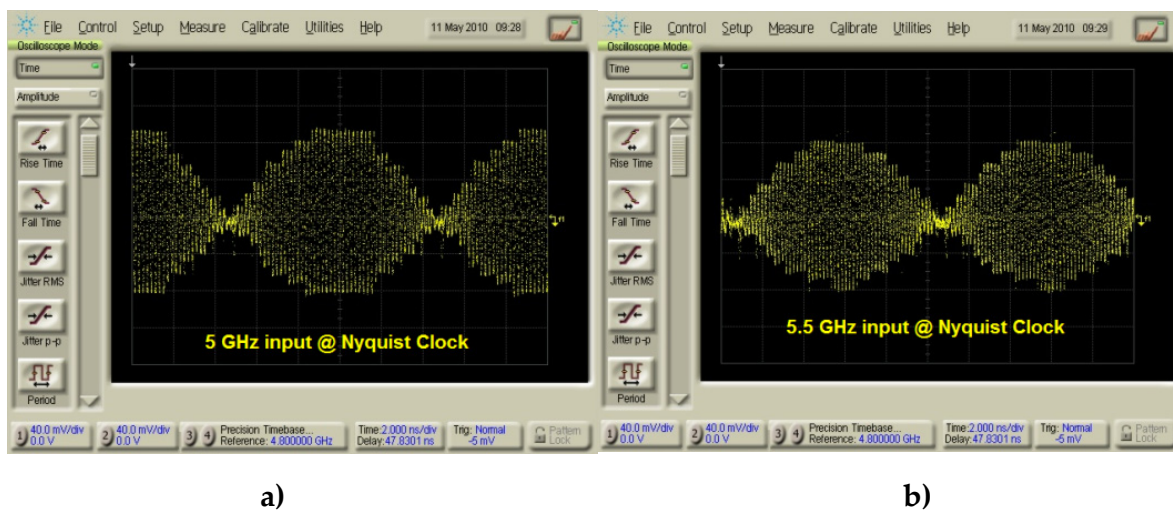 File Control Setup Measure Calibrate Utilities Help 11 May 2010 09:28
Oscilloscope Mode
Time
Amplitude
Rise Time
Fall Time
Jitter RMS
Jitter p-p
Period
5 GHz input @ Nyquist Clock
1) 40.0 mV/div 0.0 V 2) 40.0 mV/div 0.0 V 3) 4) Precision Timebase... Reference: 4.800000 GHz Time:2.000 ns/div Delay:47.8301 ns Trig: Normal -5 mV Pattern Lock
a)
File Control Setup Measure Calibrate Utilities Help 11 May 2010 09:29
Oscilloscope Mode
Time
Amplitude
Rise Time
Fall Time
Jitter RMS
Jitter p-p
Period
5.5 GHz input @ Nyquist Clock
1) 40.0 mV/div 0.0 V 2) 40.0 mV/div 0.0 V 3) 4) Precision Timebase... Reference: 4.800000 GHz Time:2.000 ns/div Delay:47.8301 ns Trig: Normal -5 mV Pattern Lock
b)